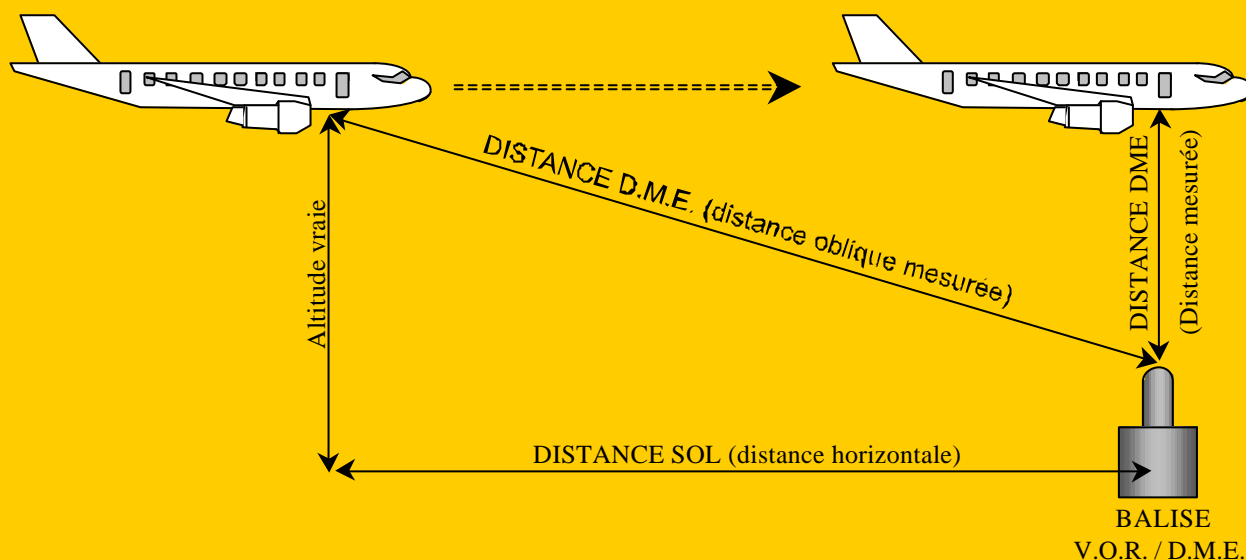 DISTANCE D.M.E. (distance oblique mesurée)
Altitude vraie
DISTANCE DME
(Distance mesurée)
DISTANCE SOL (distance horizontale)
BALISE
V.O.R. / D.M.E.